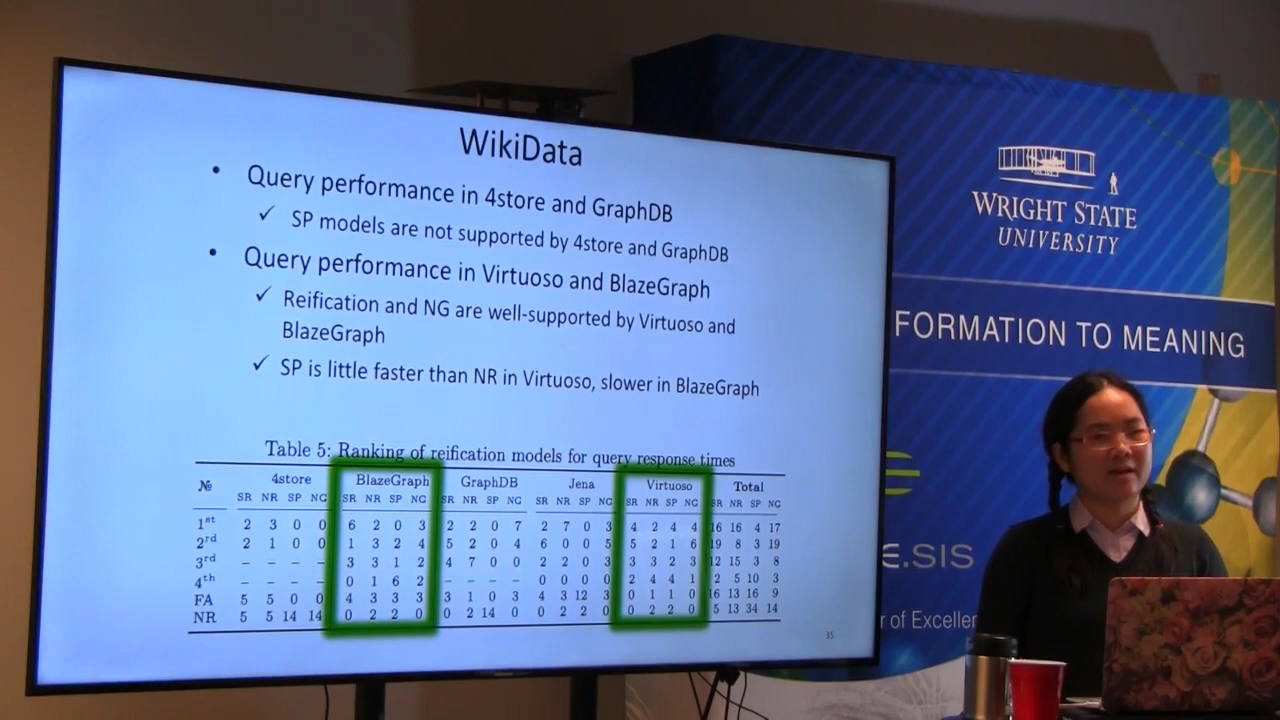 WikiData
• Query performance in 4store and GraphDB
✓ SP models are not supported by 4store and GraphDB
• Query performance in Virtuoso and BlazeGraph
✓ Reification and NG are well-supported by Virtuoso and
BlazeGraph
✓ SP is little faster than NR in Virtuoso, slower in BlazeGraph
Table 5: Ranking of reification models for query response times
№ 4store BlazeGraph GraphDB Jena Virtuoso Total
SR NR SP NG SR NR SP NG SR NR SP NG SR NR SP NG SR NR SP NG SR NR SP NG
1st 2 3 0 0 6 2 0 3 2 2 0 7 2 7 0 3 4 2 4 4 16 16 4 17
2rd 2 1 0 0 1 3 2 4 5 2 0 4 6 0 0 5 5 2 1 6 19 8 3 19
3rd – – – – 3 3 1 2 4 7 0 0 2 2 0 3 3 3 2 3 12 15 3 8
4th – – – – 0 1 6 2 – – – – 0 0 0 0 2 4 4 1 2 5 10 3
FA 5 5 0 0 4 3 3 3 3 1 0 3 4 3 12 3 0 1 1 0 16 13 16 9
NR 5 5 14 14 0 2 2 0 0 2 14 0 0 2 2 0 0 2 2 0 5 13 34 14
35
WRIGHT STATE
UNIVERSITY
FORMATION TO MEANING
E.SIS
r of Excellen